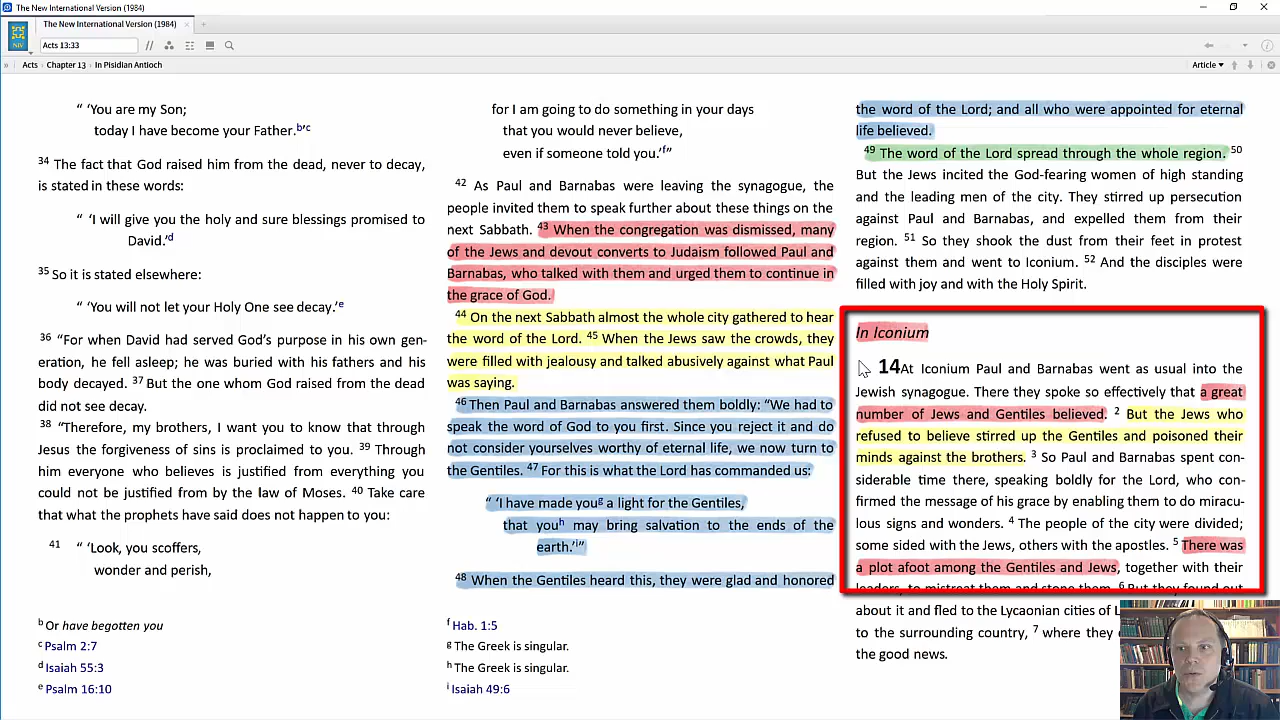 The New International Version (1984)
The New International Version (1984)
NIV
Acts 13:33
» Acts · Chapter 13 · In Pisidian Antioch
Article
“ ‘You are my Son;
today I have become your Father.b’c
34 The fact that God raised him from the dead, never to decay,
is stated in these words:
“ ‘I will give you the holy and sure blessings promised to
David.’d
35 So it is stated elsewhere:
“ ‘You will not let your Holy One see decay.’e
36 “For when David had served God’s purpose in his own gen-
eration, he fell asleep; he was buried with his fathers and his
body decayed. 37 But the one whom God raised from the dead
did not see decay.
38 “Therefore, my brothers, I want you to know that through
Jesus the forgiveness of sins is proclaimed to you. 39 Through
him everyone who believes is justified from everything you
could not be justified from by the law of Moses. 40 Take care
that what the prophets have said does not happen to you:
41 “ ‘Look, you scoffers,
wonder and perish,
b Or have begotten you
c Psalm 2:7
d Isaiah 55:3
e Psalm 16:10
for I am going to do something in your days
that you would never believe,
even if someone told you.’f”
42 As Paul and Barnabas were leaving the synagogue, the
people invited them to speak further about these things on the
next Sabbath. 43 When the congregation was dismissed, many
of the Jews and devout converts to Judaism followed Paul and
Barnabas, who talked with them and urged them to continue in
the grace of God.
44 On the next Sabbath almost the whole city gathered to hear
the word of the Lord. 45 When the Jews saw the crowds, they
were filled with jealousy and talked abusively against what Paul
was saying.
46 Then Paul and Barnabas answered them boldly: “We had to
speak the word of God to you first. Since you reject it and do
not consider yourselves worthy of eternal life, we now turn to
the Gentiles. 47 For this is what the Lord has commanded us:
“ ‘I have made youg a light for the Gentiles,
that youh may bring salvation to the ends of the
earth.’i”
48 When the Gentiles heard this, they were glad and honored
f Hab. 1:5
g The Greek is singular.
h The Greek is singular.
i Isaiah 49:6
the word of the Lord; and all who were appointed for eternal
life believed.
49 The word of the Lord spread through the whole region. 50
But the Jews incited the God-fearing women of high standing
and the leading men of the city. They stirred up persecution
against Paul and Barnabas, and expelled them from their
region. 51 So they shook the dust from their feet in protest
against them and went to Iconium. 52 And the disciples were
filled with joy and with the Holy Spirit.
In Iconium
14At Iconium Paul and Barnabas went as usual into the
Jewish synagogue. There they spoke so effectively that a great
number of Jews and Gentiles believed. 2 But the Jews who
refused to believe stirred up the Gentiles and poisoned their
minds against the brothers. 3 So Paul and Barnabas spent con-
siderable time there, speaking boldly for the Lord, who con-
firmed the message of his grace by enabling them to do miracu-
lous signs and wonders. 4 The people of the city were divided;
some sided with the Jews, others with the apostles. 5 There was
a plot afoot among the Gentiles and Jews, together with their
leaders, to mistreat them and stone them. 6 But they found out
about it and fled to the Lycaonian cities of L
to the surrounding country, 7 where they
the good news.